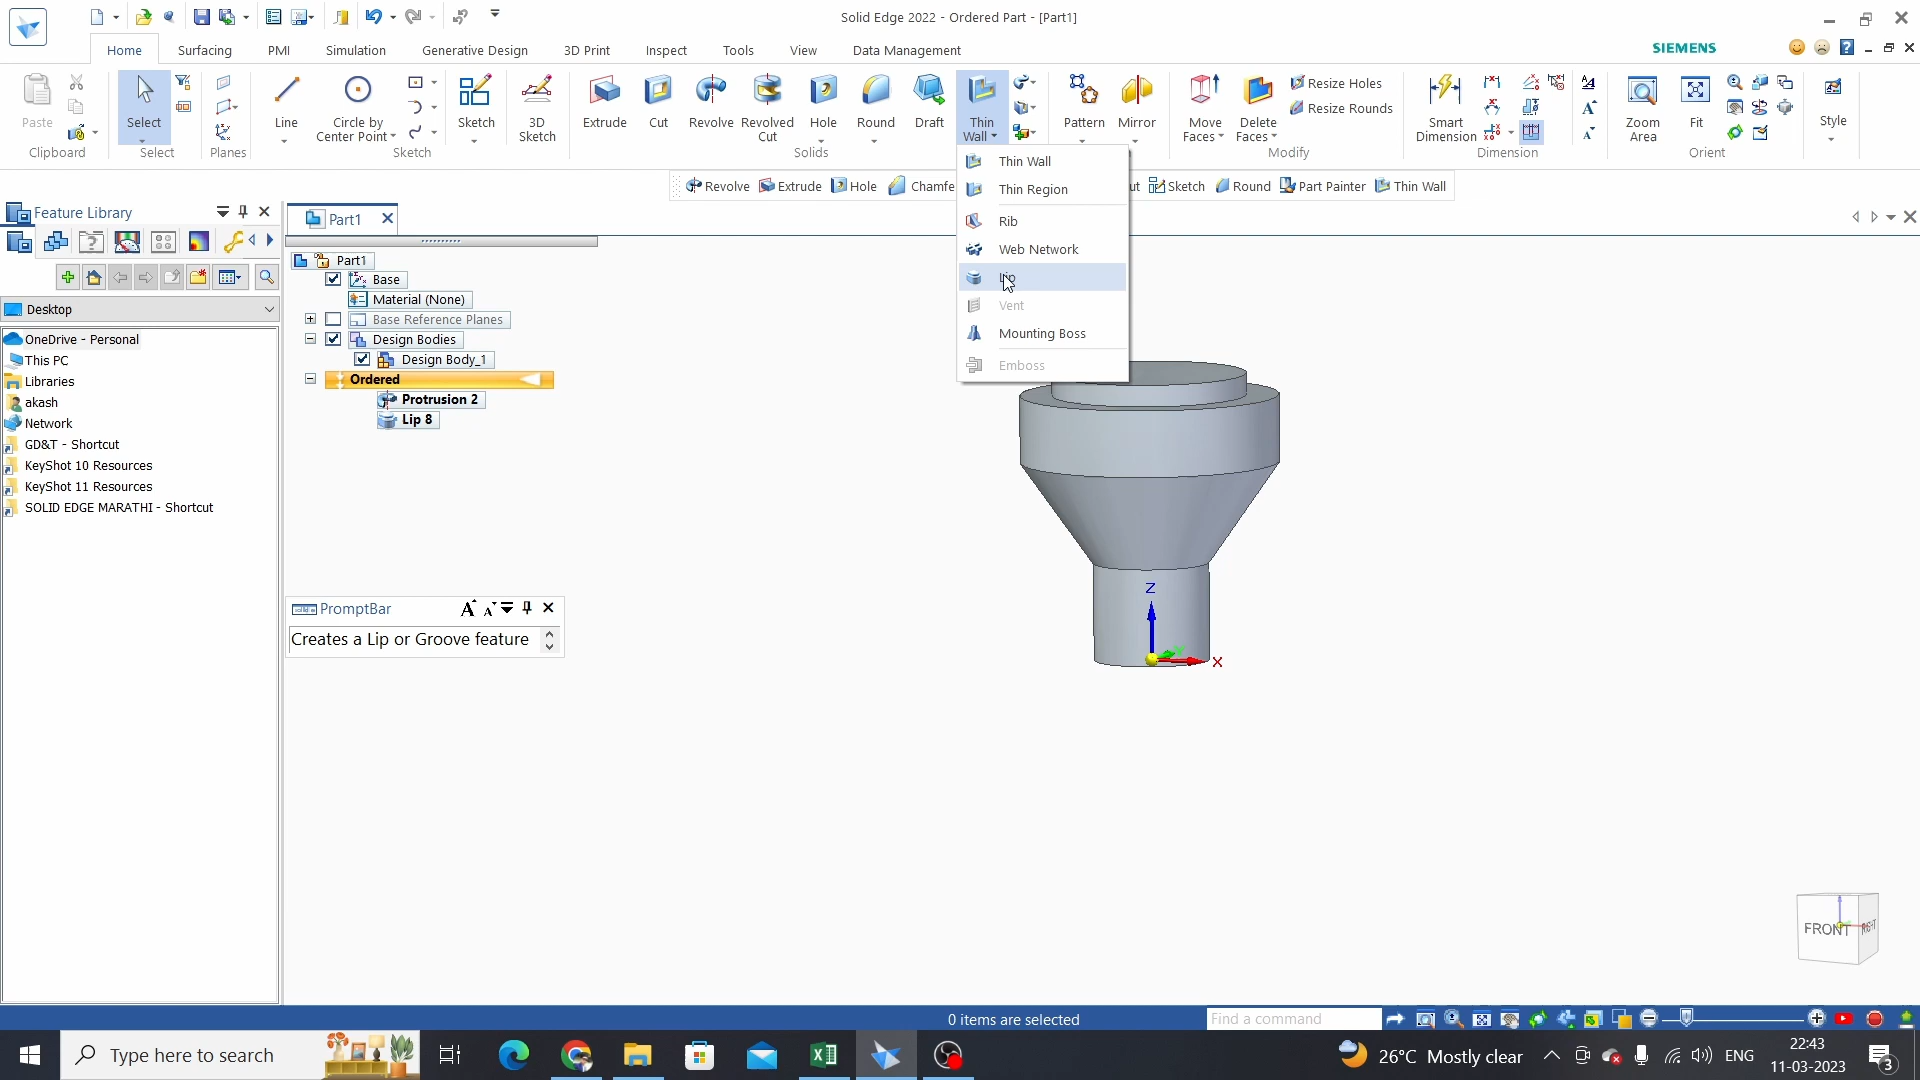 Solid Edge 2022 - Ordered Part - [Part1]
Home
Surfacing
PMI
Simulation
Generative Design
3D Print
Inspect
Tools
View
Data Management
SIEMENS
Paste
Select
Line
Circle by
Center Point
Sketch
3D
Sketch
Extrude
Cut
Revolve
Revolved
Cut
Hole
Round
Draft
Thin
Wall
Pattern
Mirror
Move
Faces
Delete
Faces
Resize Holes
Resize Rounds
Smart
Dimension
Zoom
Area
Fit
Style
Clipboard
Select
Planes
Sketch
Solids
Modify
Dimension
Orient
Revolve
Extrude
Hole
Chamfe
ut
Sketch
Round
Part Painter
Thin Wall
Thin Wall
Thin Region
Rib
Web Network
Lip
Vent
Mounting Boss
Emboss
Feature Library
Desktop
OneDrive - Personal
This PC
Libraries
akash
Network
GD&T - Shortcut
KeyShot 10 Resources
KeyShot 11 Resources
SOLID EDGE MARATHI - Shortcut
Part1
Part1
Base
Material (None)
Base Reference Planes
Design Bodies
Design Body_1
Ordered
Protrusion 2
Lip 8
PromptBar
Creates a Lip or Groove feature
Z
Y
X
FRONT
RIGHT
0 items are selected
Find a command
Type here to search
26°C Mostly clear
ENG
22:43
11-03-2023
3